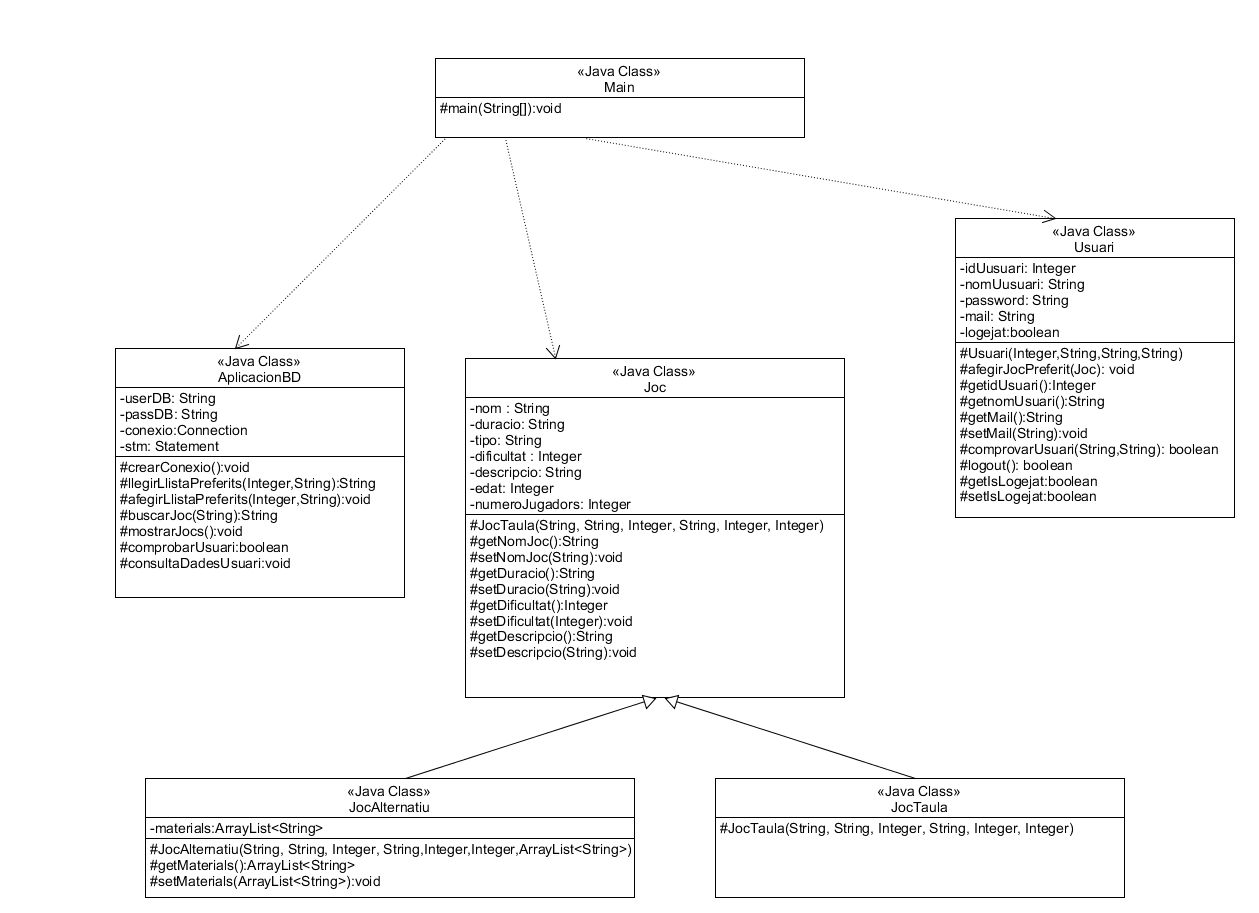 «Java Class»
Main
#main(String[]):void
«Java Class»
Usuari
-idUusuari: Integer
-nomUusuari: String
-password: String
-mail: String
-logejat:boolean
#Usuari(Integer,String,String,String)
#afegirJocPreferit(Joc): void
#getidUsuari():Integer
#getnomUsuari():String
#getMail():String
#setMail(String):void
#comprovarUsuari(String,String): boolean
#logout(): boolean
#getIsLogejat:boolean
#setIsLogejat:boolean
«Java Class»
AplicacionBD
-userDB: String
-passDB: String
-conexio:Connection
-stm: Statement
#crearConexio():void
#llegirLlistaPreferits(Integer,String):String
#afegirLlistaPreferits(Integer,String):void
#buscarJoc(String):String
#mostrarJocs():void
#comprobarUsuari:boolean
#consultaDadesUsuari:void
«Java Class»
Joc
-nom : String
-duracio: String
-tipo: String
-dificultat : Integer
-descripcio: String
-edat: Integer
-numeroJugadors: Integer
#JocTaula(String, String, Integer, String, Integer, Integer)
#getNomJoc():String
#setNomJoc(String):void
#getDuracio():String
#setDuracio(String):void
#getDificultat():Integer
#setDificultat(Integer):void
#getDescripcio():String
#setDescripcio(String):void
«Java Class»
JocAlternatiu
-materials:ArrayList<String>
#JocAlternatiu(String, String, Integer, String,Integer,Integer,ArrayList<String>)
#getMaterials():ArrayList<String>
#setMaterials(ArrayList<String>):void
«Java Class»
JocTaula
#JocTaula(String, String, Integer, String, Integer, Integer)